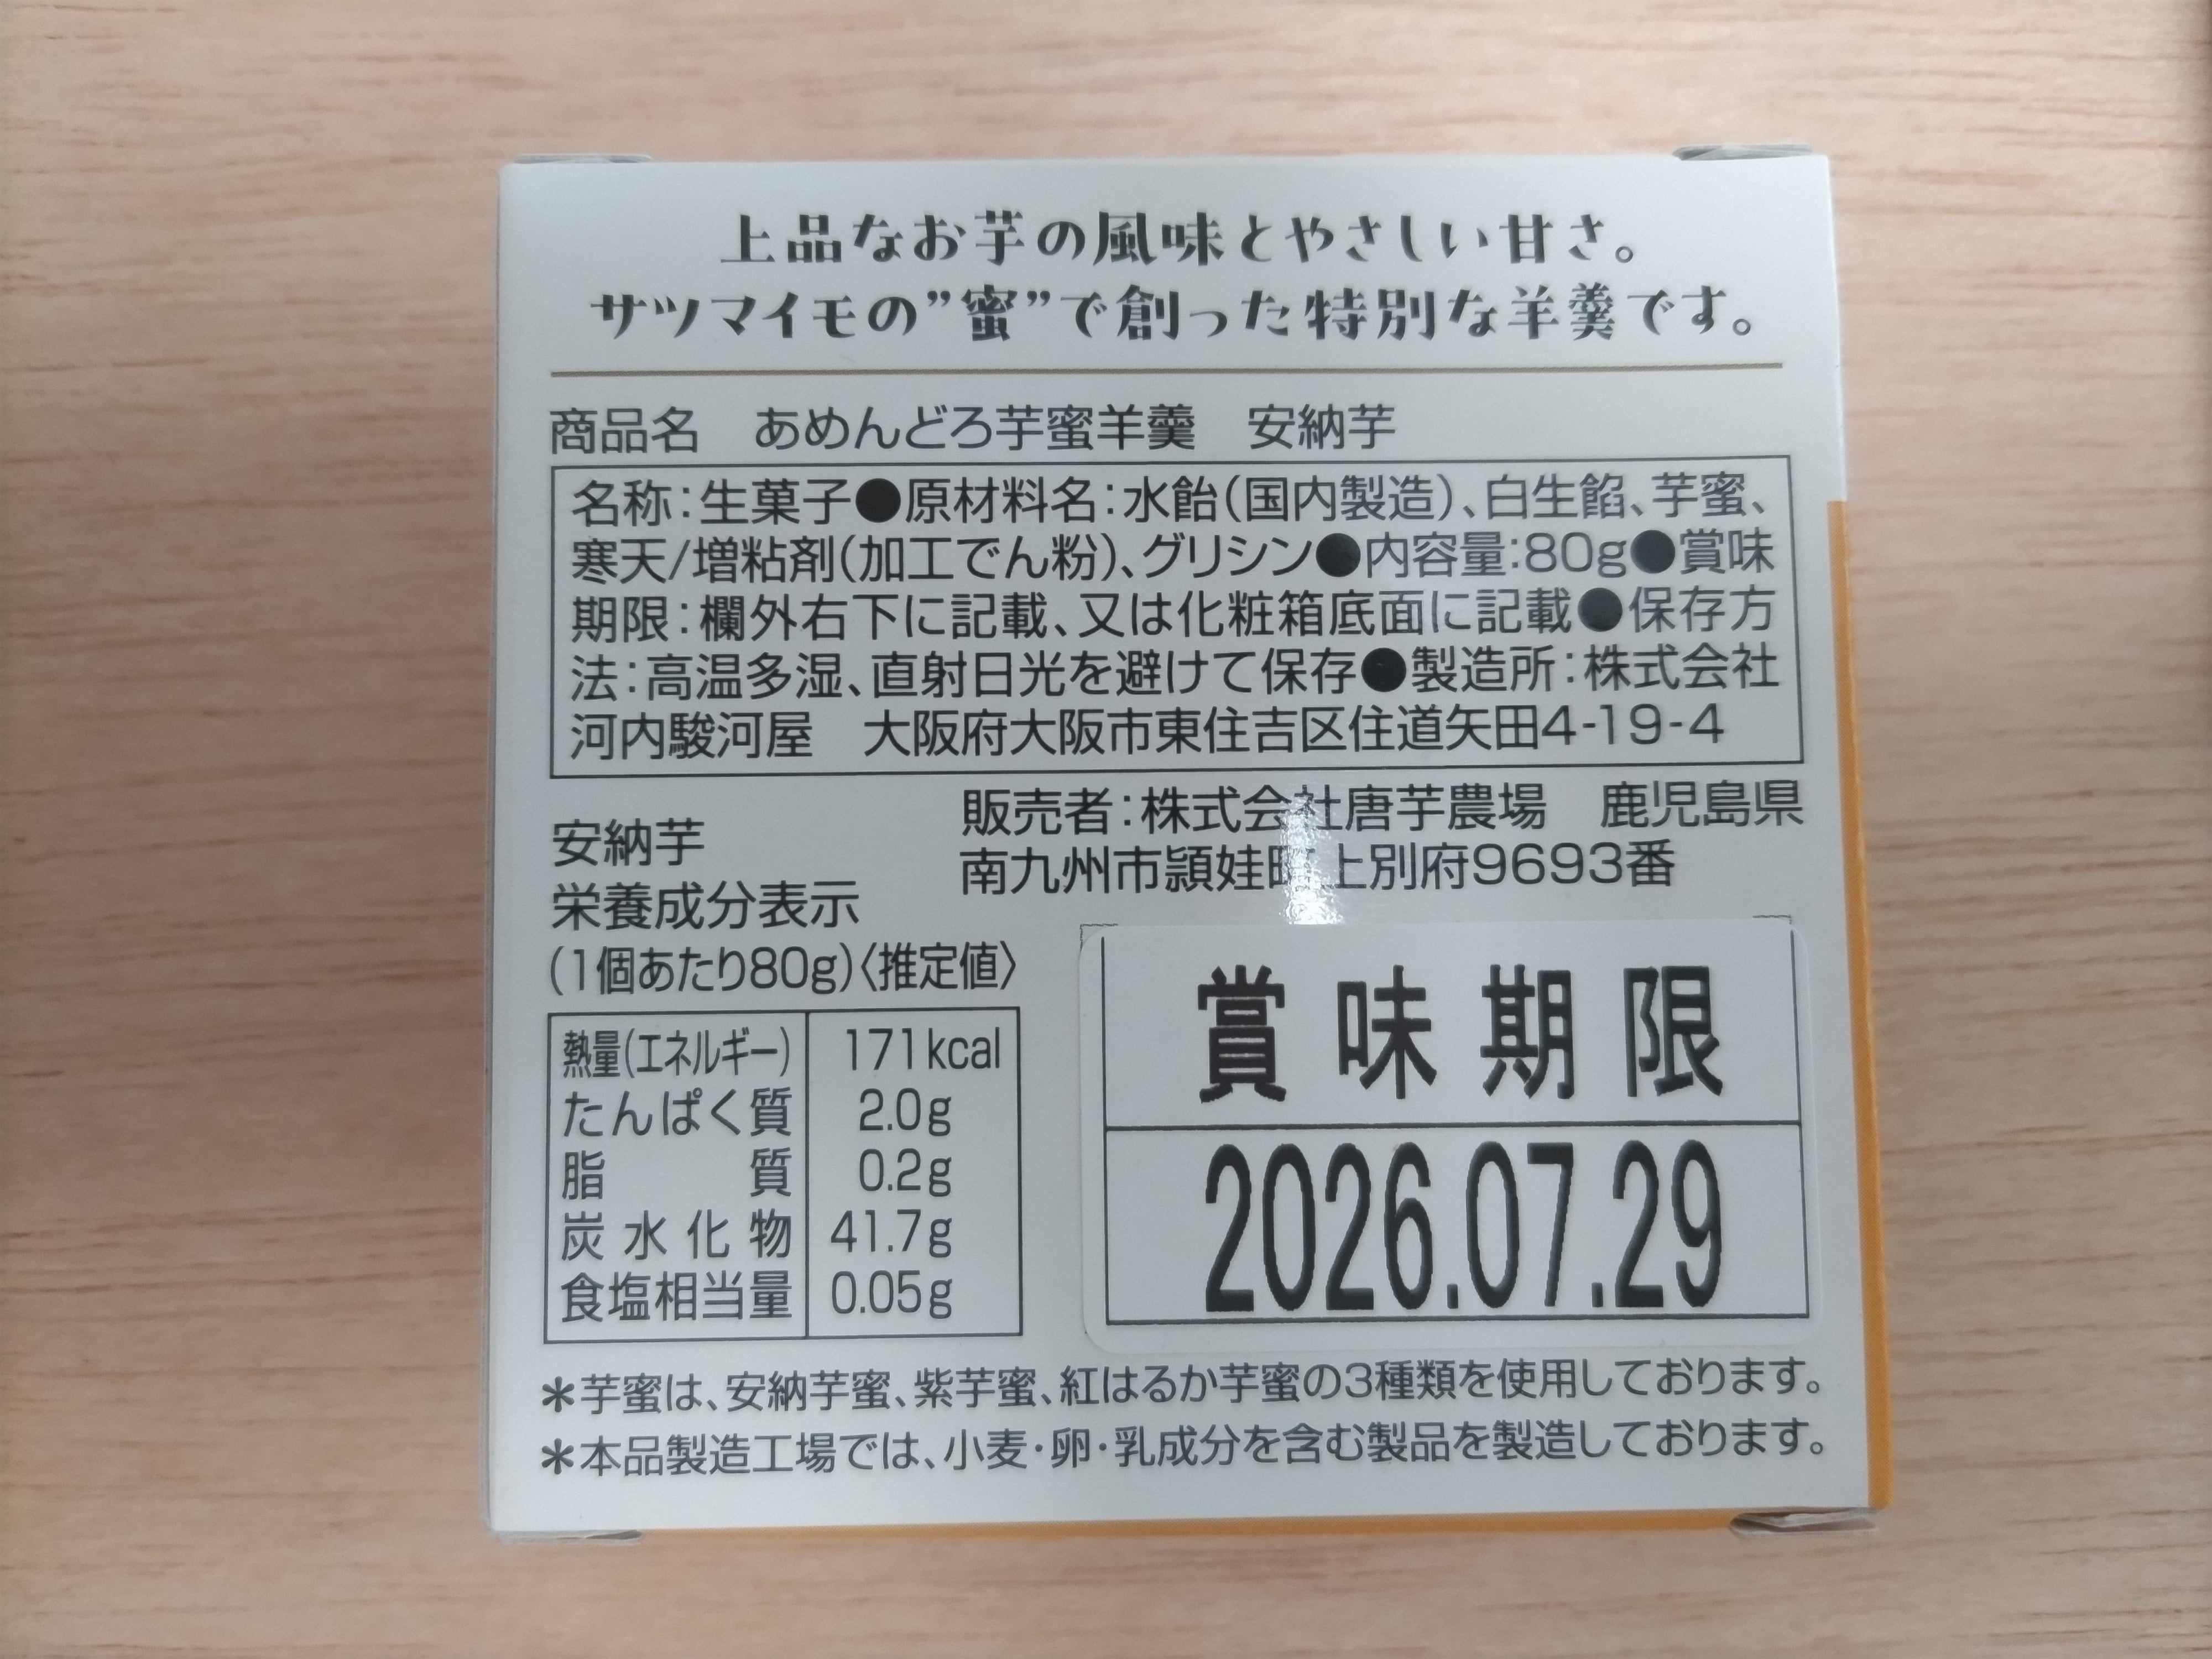 上品なお芋の風味とやさしい甘さ。
サツマイモの”蜜”で創った特別な羊羹です。
商品名　あめんどろ芋蜜羊羹　安納芋
名称：生菓子●原材料名：水飴（国内製造）、白生餡、芋蜜、
寒天/増粘剤（加工でん粉）、グリシン●内容量：80g●賞味
期限：欄外右下に記載、又は化粧箱底面に記載●保存方
法：高温多湿、直射日光を避けて保存●製造所：株式会社
河内駿河屋　大阪府大阪市東住吉区住道矢田4-19-4
販売者：株式会社唐芋農場　鹿児島県
南九州市頴娃町上別府9693番
安納芋
栄養成分表示
(1個あたり80g)〈推定値〉
熱量(エネルギー) 171kcal
たんぱく質 2.0g
脂質 0.2g
炭水化物 41.7g
食塩相当量 0.05g
賞味期限
2026.07.29
＊芋蜜は、安納芋蜜、紫芋蜜、紅はるか芋蜜の3種類を使用しております。
＊本品製造工場では、小麦・卵・乳成分を含む製品を製造しております。